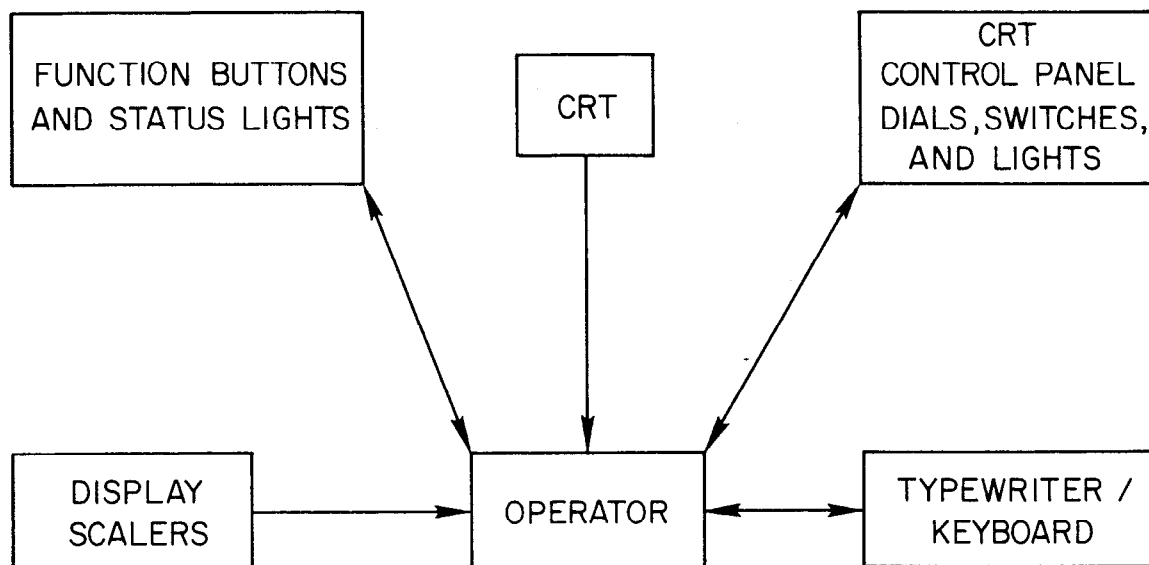 FUNCTION BUTTONS
AND STATUS LIGHTS
CRT
CRT
CONTROL PANEL
DIALS, SWITCHES,
AND LIGHTS
DISPLAY
SCALERS
OPERATOR
TYPEWRITER /
KEYBOARD